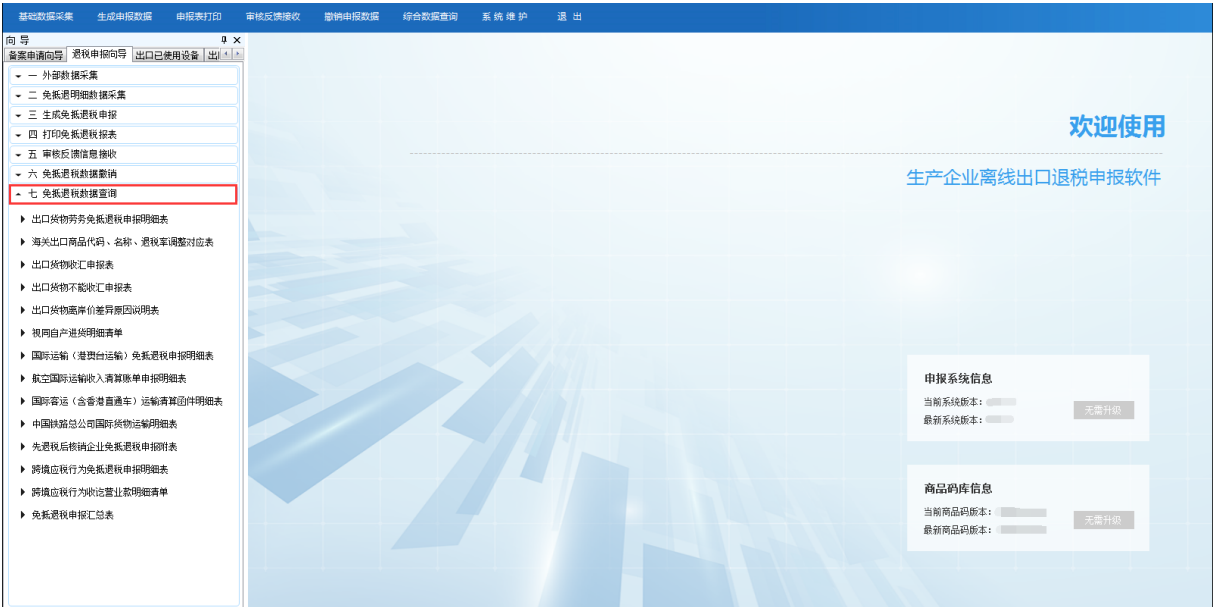 基础数据采集 生成申报数据 申报表打印 审核反馈接收 撤销申报数据 综合数据查询 系统维护 退出
向导
备案申请向导 退税申报向导 出口已使用设备
一 外部数据采集
二 免抵退明细数据采集
三 生成免抵退税申报
四 打印免抵退税报表
五 审核反馈信息接收
六 免抵退税数据撤销
七 免抵退税数据查询
出口货物劳务免抵退税申报明细表
海关出口商品代码、名称、退税率调整对应表
出口货物收汇申报表
出口货物不能收汇申报表
出口货物离岸价差异原因说明表
视同自产进货明细清单
国际运输（港澳台运输）免抵退税申报明细表
航空国际运输收入清算账单申报明细表
国际客运（含香港直通车）运输清算函件明细表
中国铁路总公司国际货物运输明细表
先退税后核销企业免抵退税申报附表
跨境应税行为免抵退税申报明细表
跨境应税行为收讫营业款明细清单
免抵退税申报汇总表
欢迎使用
生产企业离线出口退税申报软件
申报系统信息
当前系统版本：
最新系统版本：
无需升级
商品码库信息
当前商品码版本：
最新商品码版本：
无需升级